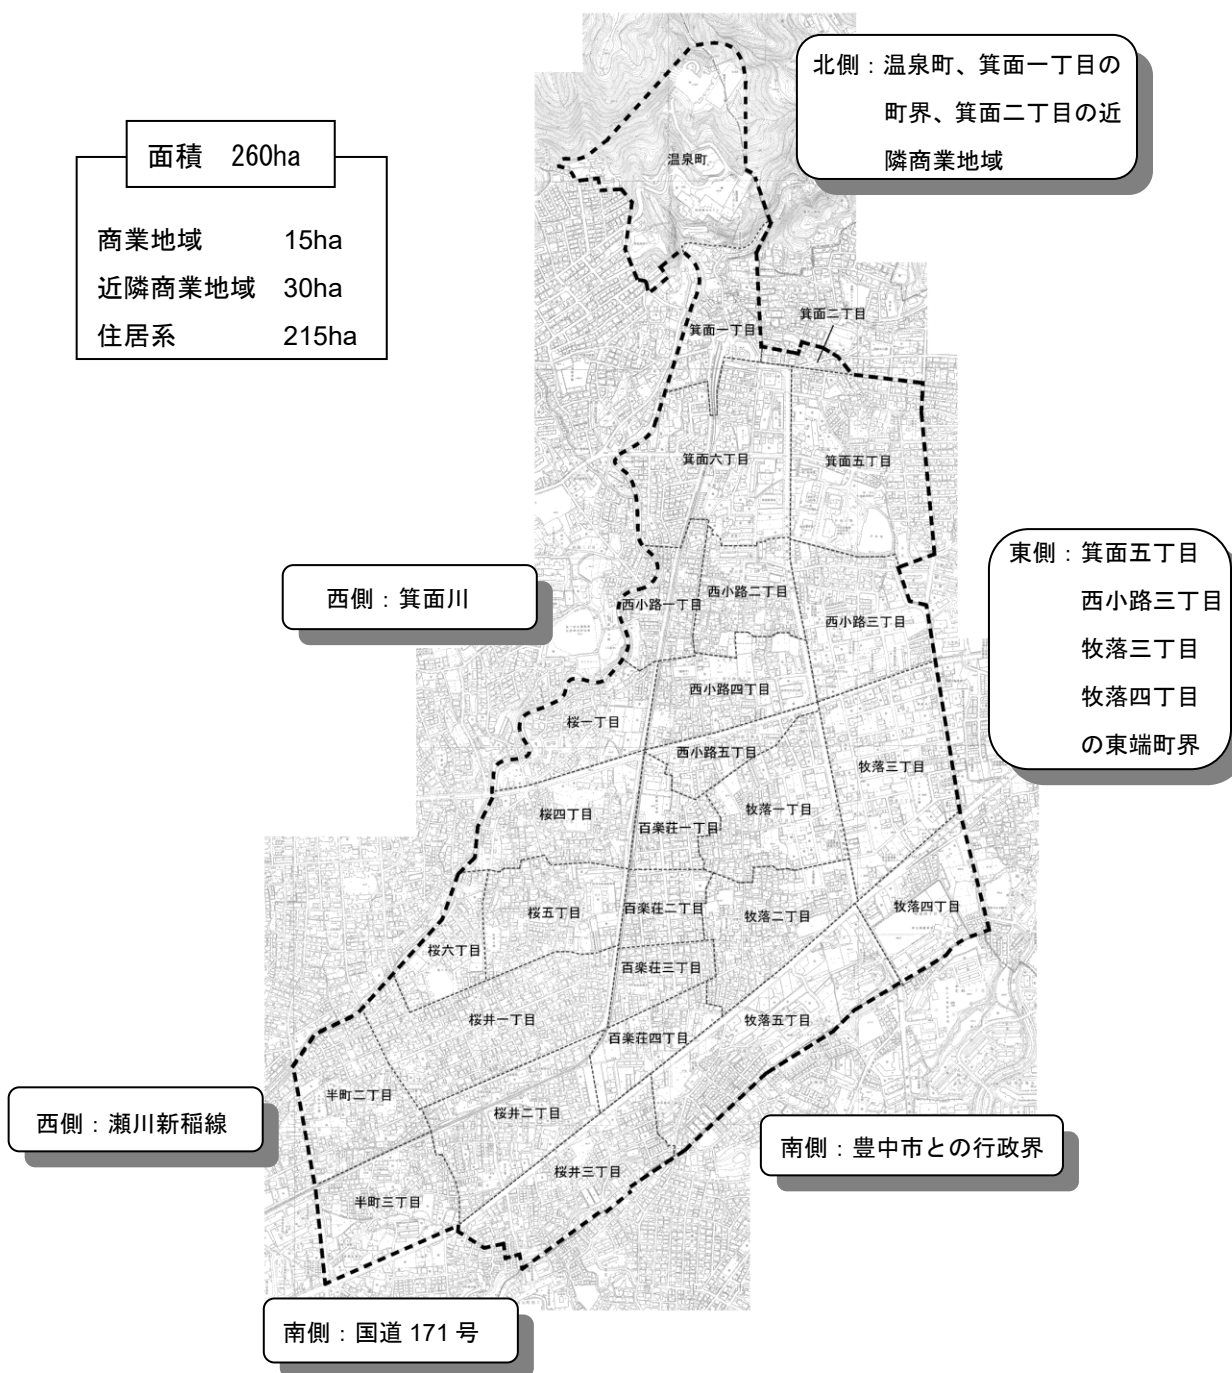 北側：温泉町、箕面一丁目の
町界、箕面二丁目の近
隣商業地域
面積 260ha
商業地域 15ha
近隣商業地域 30ha
住居系 215ha
温泉町
箕面二丁目
箕面一丁目
箕面六丁目
箕面五丁目
東側：箕面五丁目
西小路三丁目
牧落三丁目
牧落四丁目
の東端町界
西側：箕面川
西小路一丁目
西小路二丁目
西小路三丁目
西小路四丁目
桜一丁目
西小路五丁目
牧落三丁目
桜四丁目
百楽荘一丁目
牧落一丁目
桜五丁目
百楽荘二丁目
牧落二丁目
牧落四丁目
桜六丁目
百楽荘三丁目
桜井一丁目
百楽荘四丁目
牧落五丁目
半町二丁目
桜井二丁目
西側：瀬川新稲線
南側：豊中市との行政界
桜井三丁目
半町三丁目
南側：国道 171 号